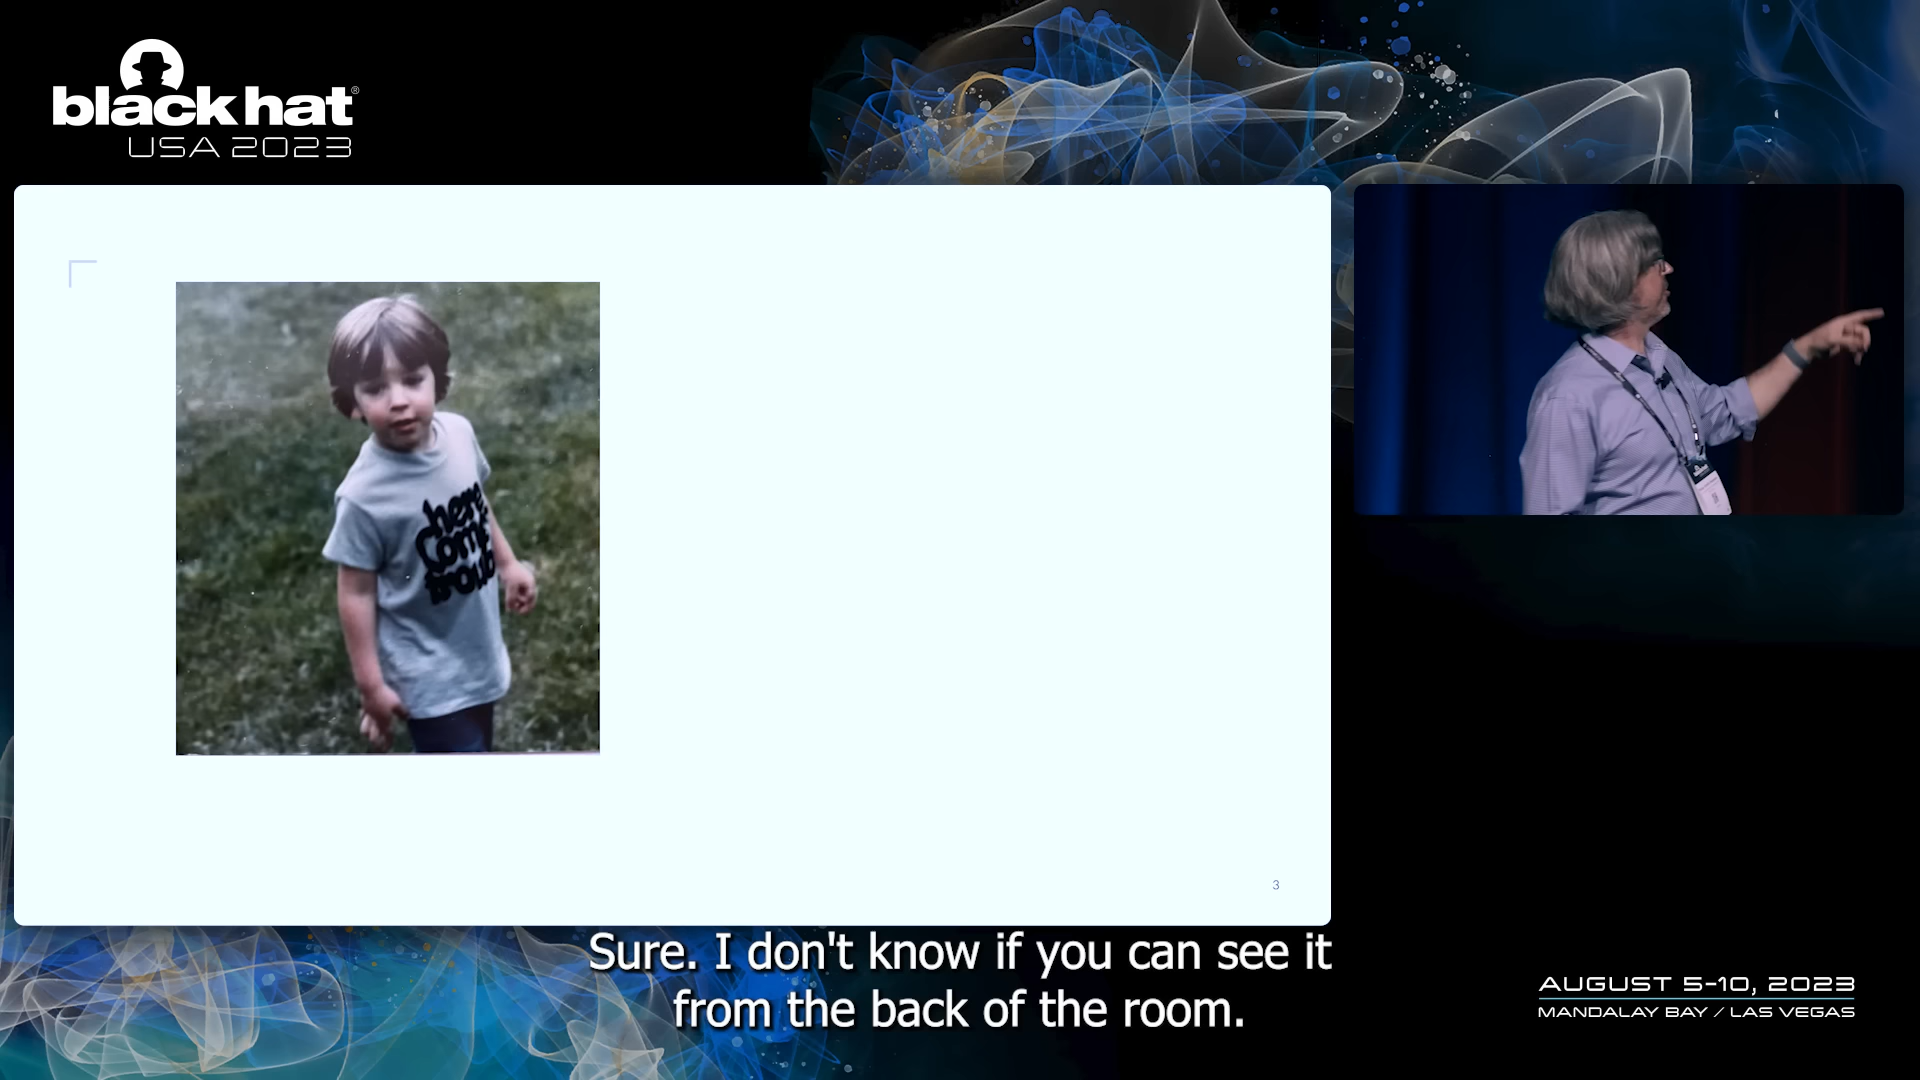 black hat®
USA 2023
here
Come
troub
3
Sure. I don't know if you can see it
from the back of the room.
AUGUST 5-10, 2023
MANDALAY BAY / LAS VEGAS